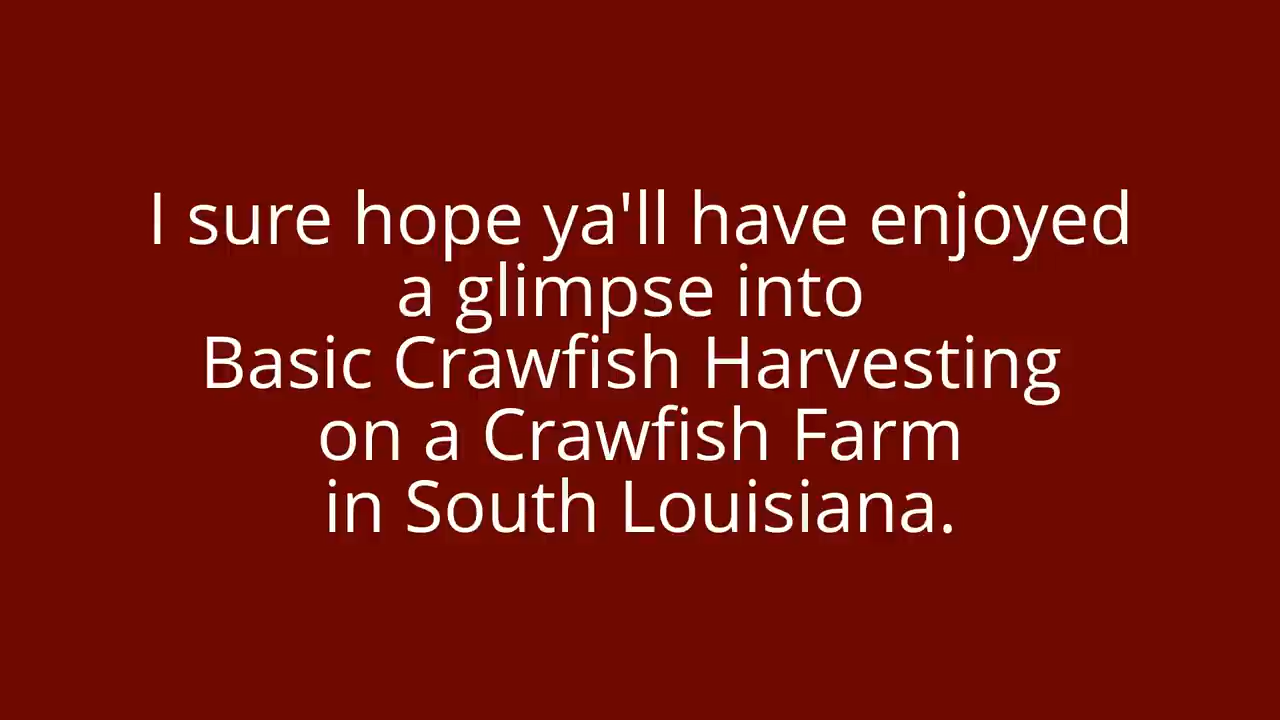 I sure hope ya'll have enjoyed
a glimpse into
Basic Crawfish Harvesting
on a Crawfish Farm
in South Louisiana.